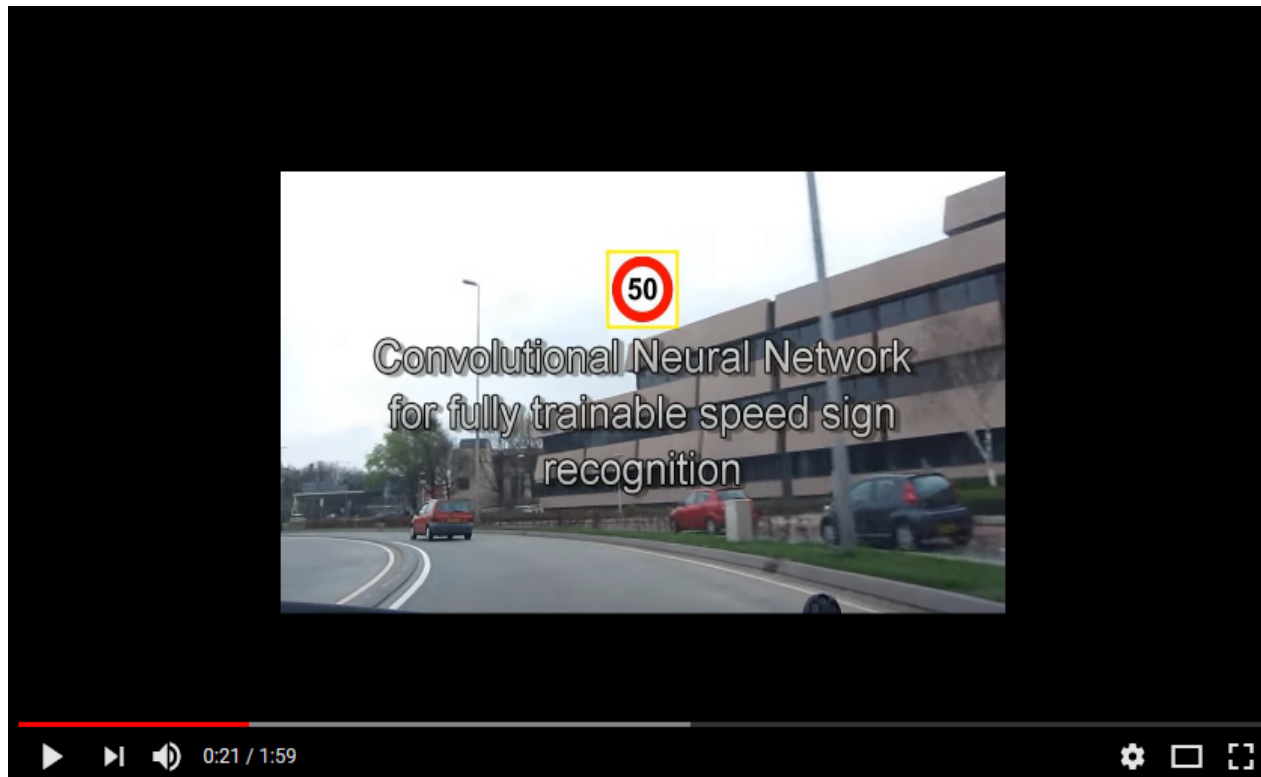 50
Convolutional Neural Network
for fully trainable speed sign
recognition
0:21 / 1:59